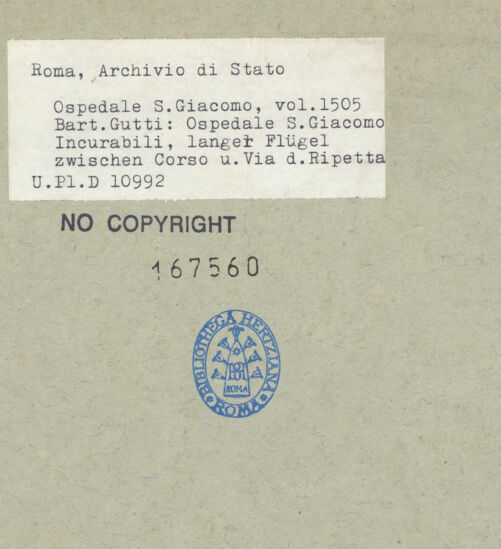 Roma, Archivio di Stato
Ospedale S.Giacomo, vol.1505
Bart.Gutti: Ospedale S.Giacomo
Incurabili, langer Flügel
zwischen Corso u.Via d.Ripetta
U.Pl.D 10992
NO COPYRIGHT
167560
BIBLIOTHECA HERTZIANA
ROMA
ROMA